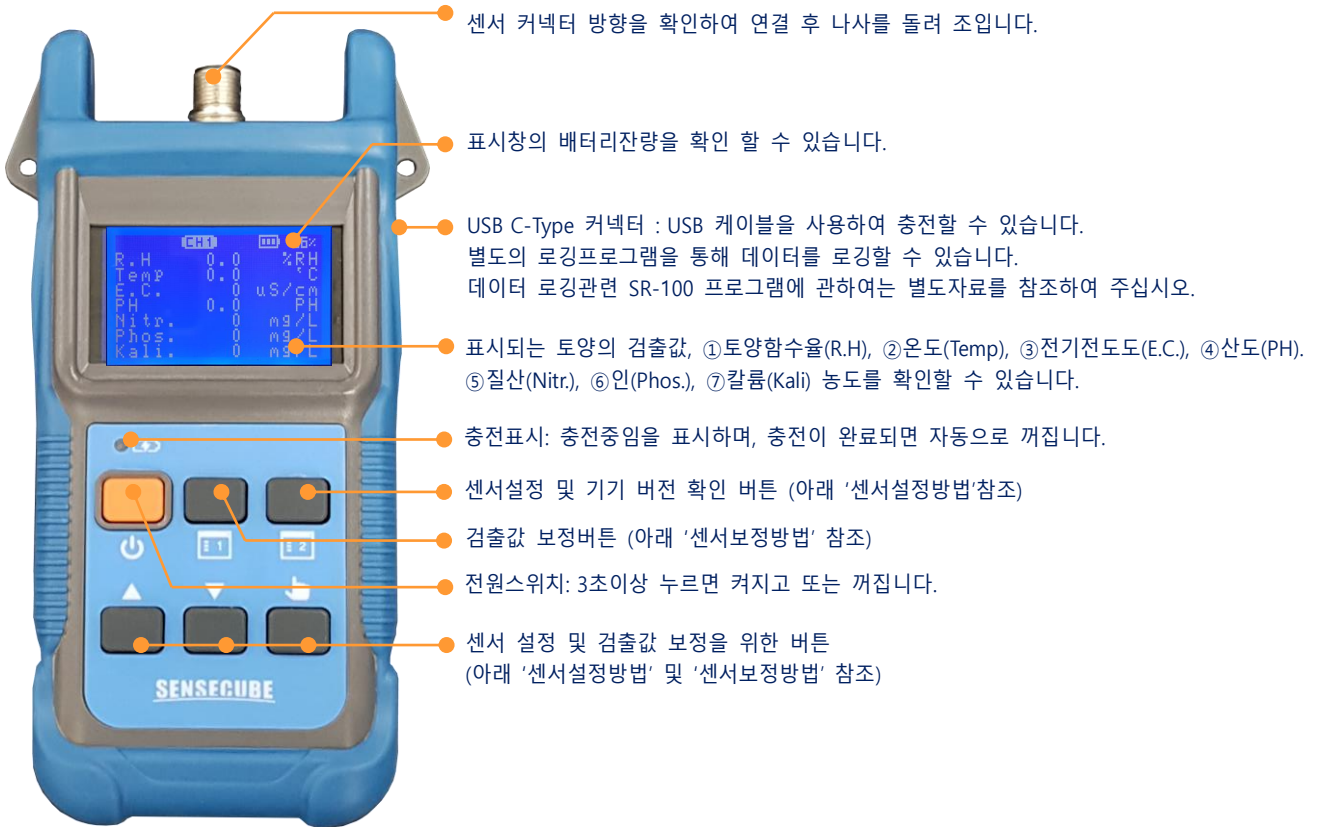 센서 커넥터 방향을 확인하여 연결 후 나사를 돌려 조입니다.
표시창의 배터리잔량을 확인 할 수 있습니다.
USB C-Type 커넥터 : USB 케이블을 사용하여 충전할 수 있습니다.
별도의 로깅프로그램을 통해 데이터를 로깅할 수 있습니다.
데이터 로깅관련 SR-100 프로그램에 관하여는 별도자료를 참조하여 주십시오.
CH1
R.H 0.0 %RH
Temp 0.0 °C
E.C. 0 uS/cm
PH 0.0 PH
Nitr. 0 mg/L
Phos. 0 mg/L
Kali. 0 mg/L
표시되는 토양의 검출값, ①토양함수율(R.H), ②온도(Temp), ③전기전도도(E.C.), ④산도(PH).
⑤질산(Nitr.), ⑥인(Phos.), ⑦칼륨(Kali) 농도를 확인할 수 있습니다.
충전표시: 충전중임을 표시하며, 충전이 완료되면 자동으로 꺼집니다.
센서설정 및 기기 버전 확인 버튼 (아래 ‘센서설정방법‘참조)
검출값 보정버튼 (아래 ‘센서보정방법’ 참조)
1
2
전원스위치: 3초이상 누르면 켜지고 또는 꺼집니다.
센서 설정 및 검출값 보정을 위한 버튼
(아래 ‘센서설정방법’ 및 ‘센서보정방법’ 참조)
SENSECUBE